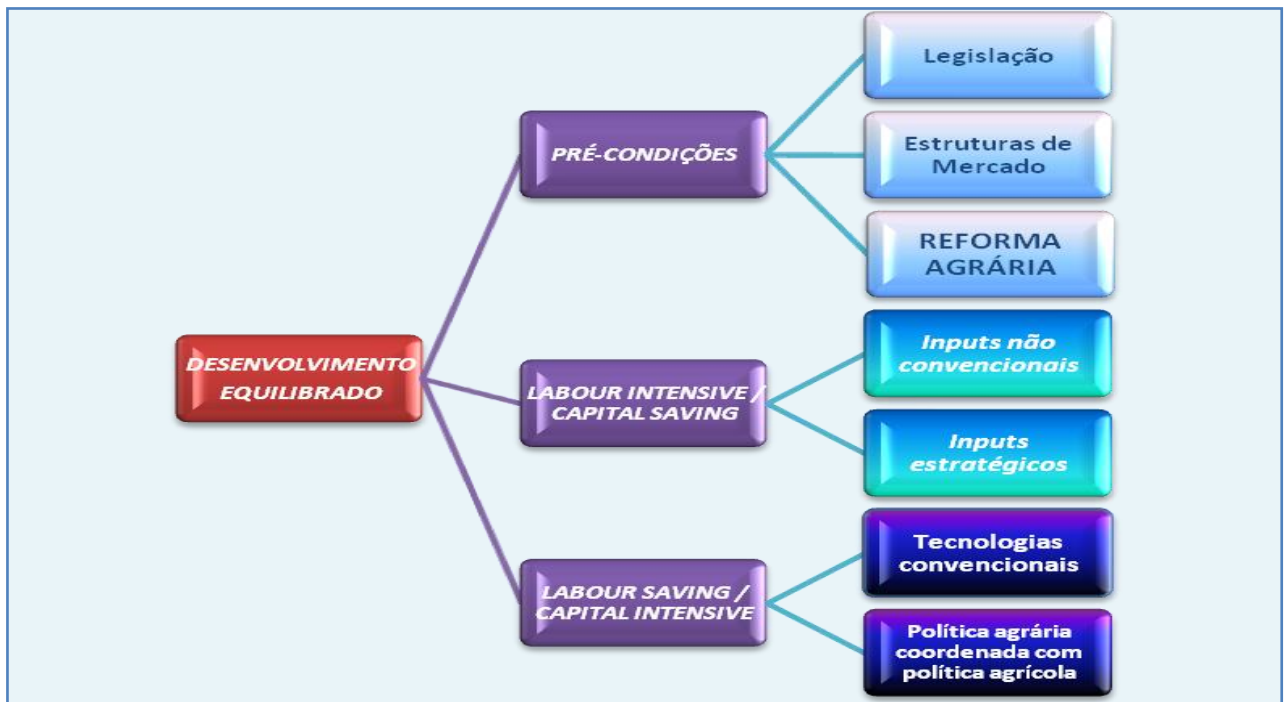 Legislação
PRÉ-CONDIÇÕES
Estruturas de
Mercado
REFORMA
AGRÁRIA
DESENVOLVIMENTO
EQUILIBRADO
LABOUR INTENSIVE /
CAPITAL SAVING
Inputs não
convencionais
Inputs
estratégicos
LABOUR SAVING /
CAPITAL INTENSIVE
Tecnologias
convencionais
Política agrária
coordenada com
política agrícola